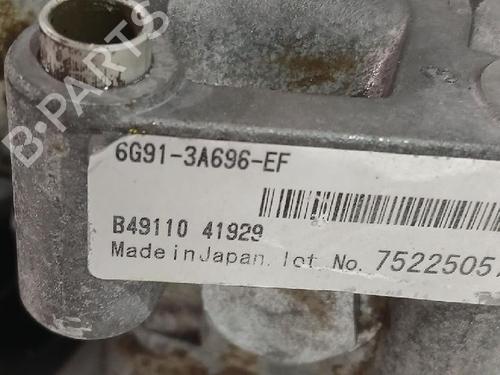 B-PARTS
6G91-3A696-EF
B49110 41929
Made in Japan. lot No. 7522505